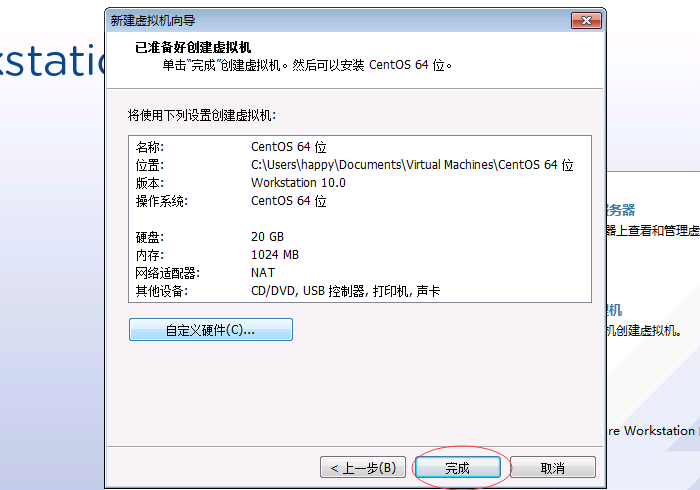 新建虚拟机向导
已准备好创建虚拟机
单击“完成”创建虚拟机。然后可以安装 CentOS 64 位。
将使用下列设置创建虚拟机:
名称: CentOS 64 位
位置: C:\Users\happy\Documents\Virtual Machines\CentOS 64 位
版本: Workstation 10.0
操作系统: CentOS 64 位
硬盘: 20 GB
内存: 1024 MB
网络适配器: NAT
其他设备: CD/DVD, USB 控制器, 打印机, 声卡
自定义硬件(C)...
< 上一步(B)
完成
取消
务器
器上查看和管理虚
机
机创建虚拟机。
re Workstation